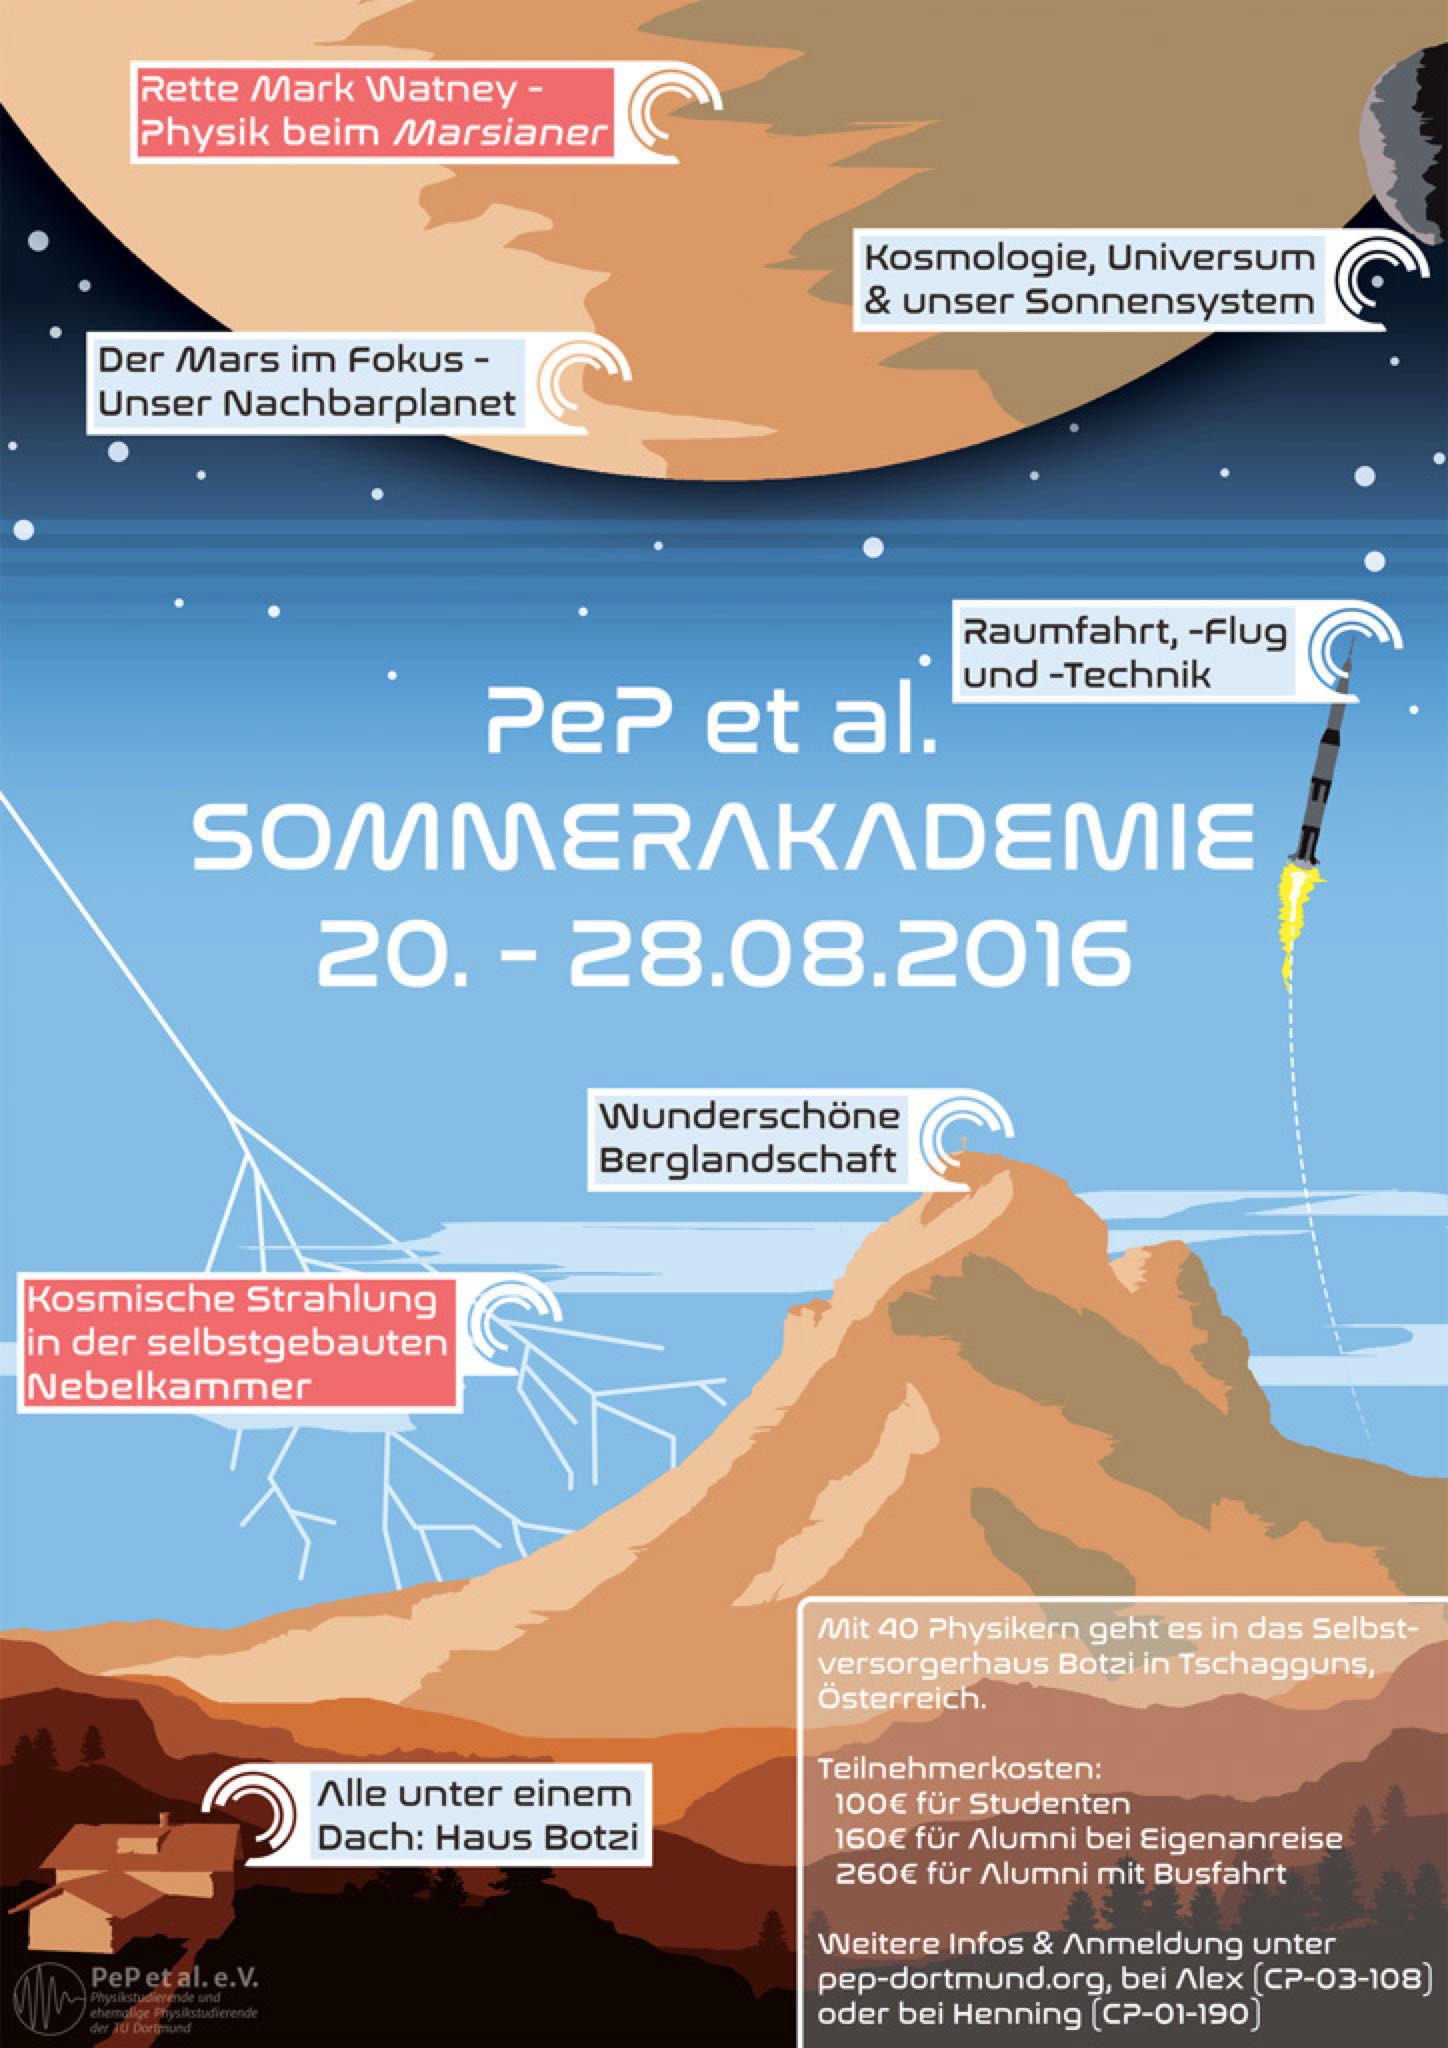 Rette Mark Watney -
Physik beim Marsianer
Kosmologie, Universum
& unser Sonnensystem
Der Mars im Fokus -
Unser Nachbarplanet
Raumfahrt, -Flug
und -Technik
PeP et al.
SOMMERAKADEMIE
20. - 28.08.2016
Wunderschöne
Berglandschaft
Kosmische Strahlung
in der selbstgebauten
Nebelkammer
Mit 40 Physikern geht es in das Selbst-
versorgerhaus Botzi in Tschagguns,
Österreich.
Teilnehmerkosten:
100€ für Studenten
160€ für Alumni bei Eigenanreise
260€ für Alumni mit Busfahrt
Weitere Infos & Anmeldung unter
pep-dortmund.org, bei Alex (CP-03-108)
oder bei Henning (CP-01-190)
Alle unter einem
Dach: Haus Botzi
PeP et al. e.V.
Physikstudierende und
ehemalige Physikstudierende
der TU Dortmund